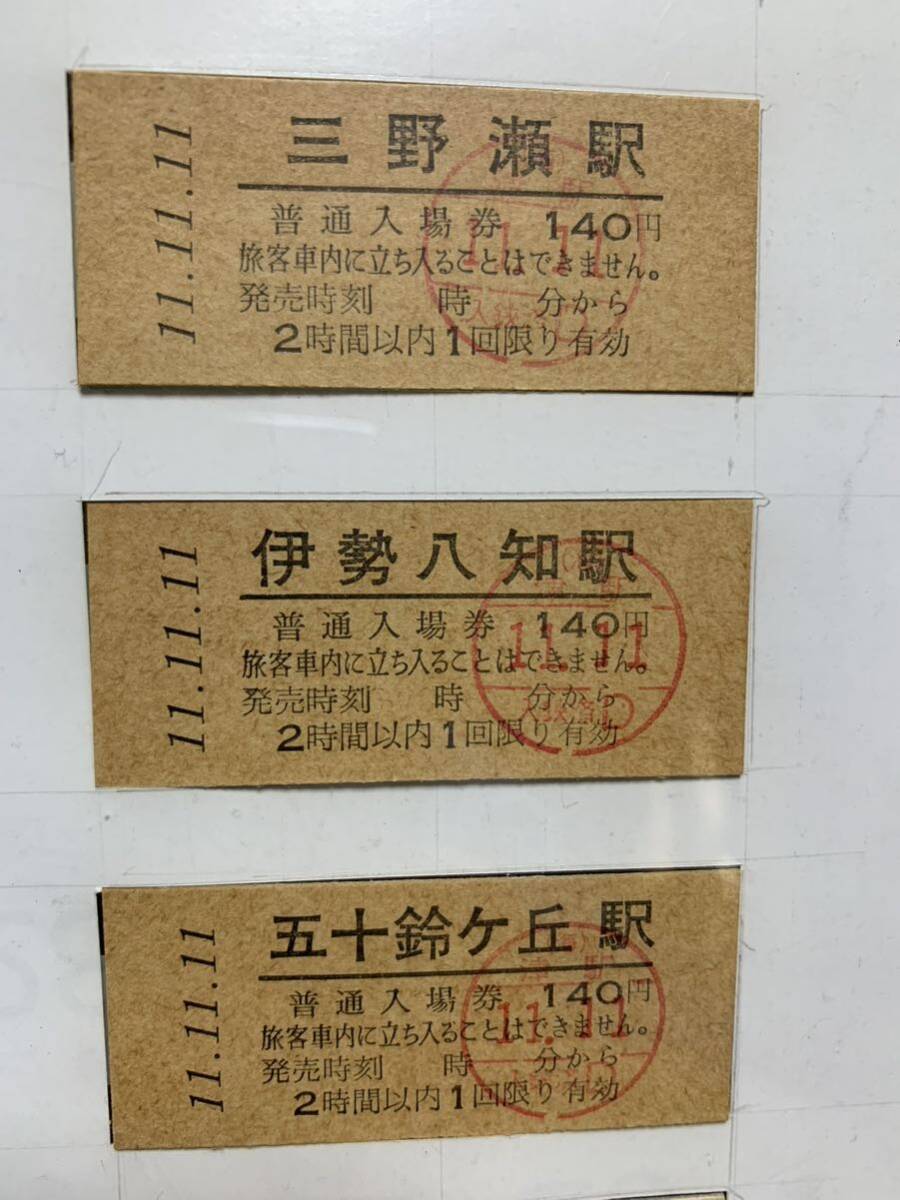 11.11.11
三野瀬駅
普通入場券 140円
旅客車内に立ち入ることはできません。
発売時刻 時 分から
2時間以内1回限り有効
11.11.11
伊勢八知駅
普通入場券 140円
旅客車内に立ち入ることはできません。
発売時刻 時 分から
2時間以内1回限り有効
11.11.11
五十鈴ケ丘駅
普通入場券 140円
旅客車内に立ち入ることはできません。
発売時刻 時 分から
2時間以内1回限り有効